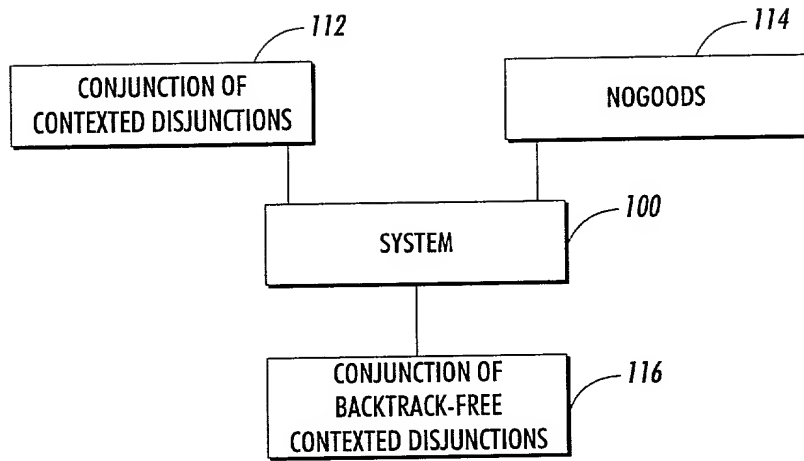 112
CONJUNCTION OF
CONTEXTED DISJUNCTIONS
114
NOGOODS
100
SYSTEM
116
CONJUNCTION OF
BACKTRACK-FREE
CONTEXTED DISJUNCTIONS